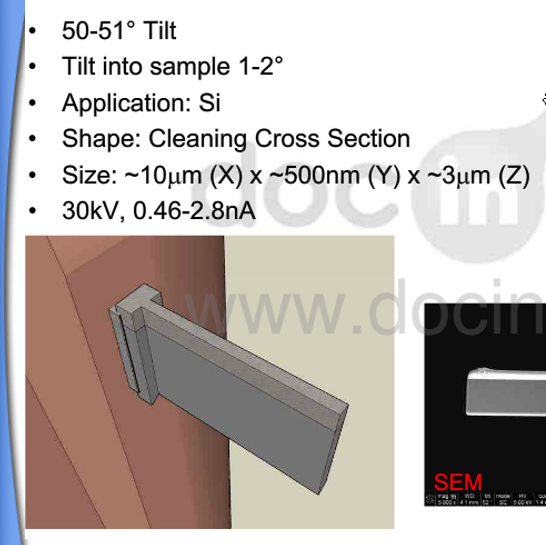 • 50-51° Tilt
• Tilt into sample 1-2°
• Application: Si
• Shape: Cleaning Cross Section
• Size: ~10μm (X) x ~500nm (Y) x ~3μm (Z)
• 30kV, 0.46-2.8nA
docin
www.docin
SEM